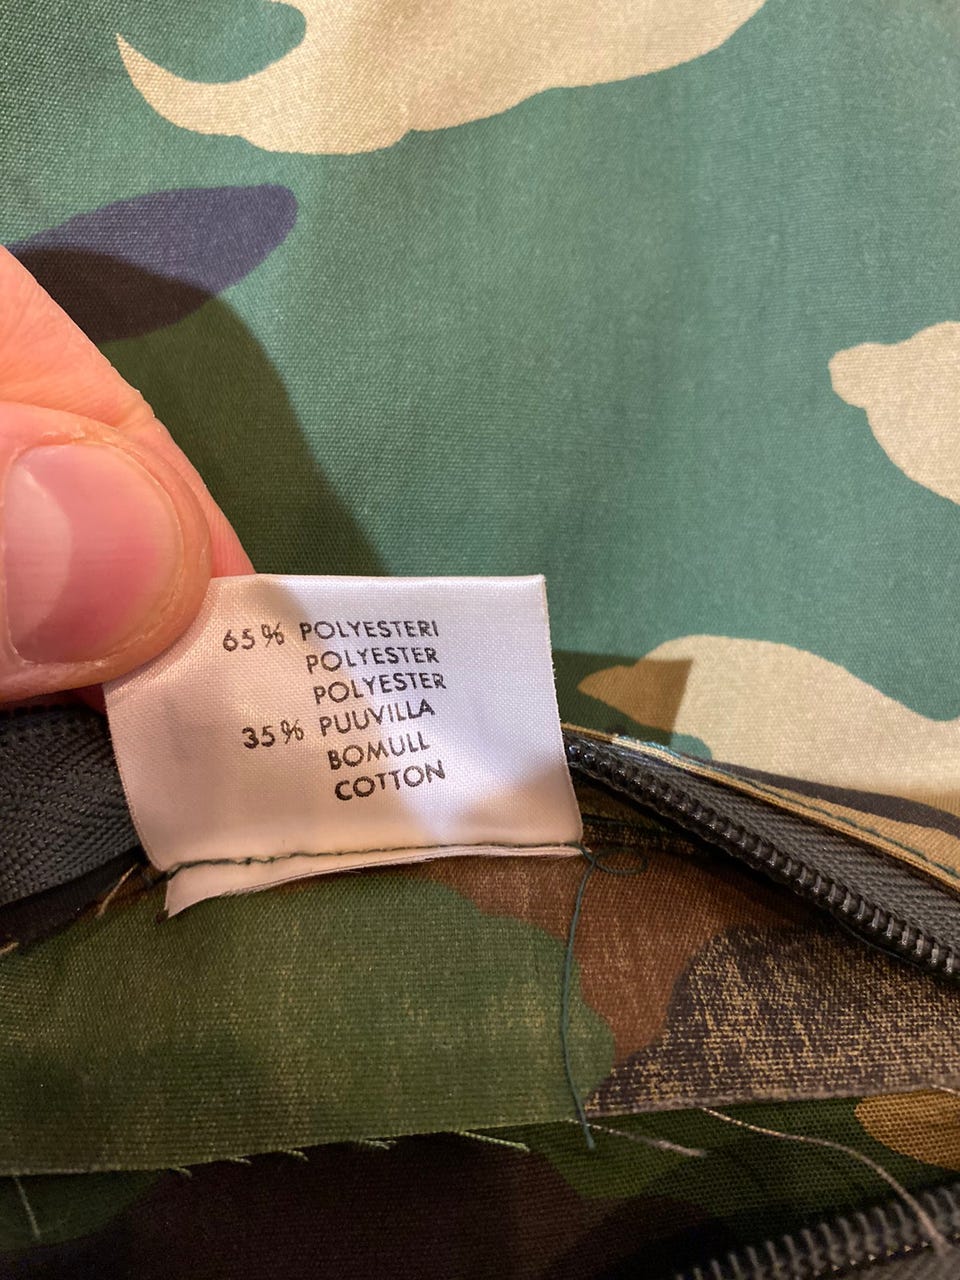 65% POLYESTERI
POLYESTER
POLYESTER
35% PUUVILLA
BOMULL
COTTON